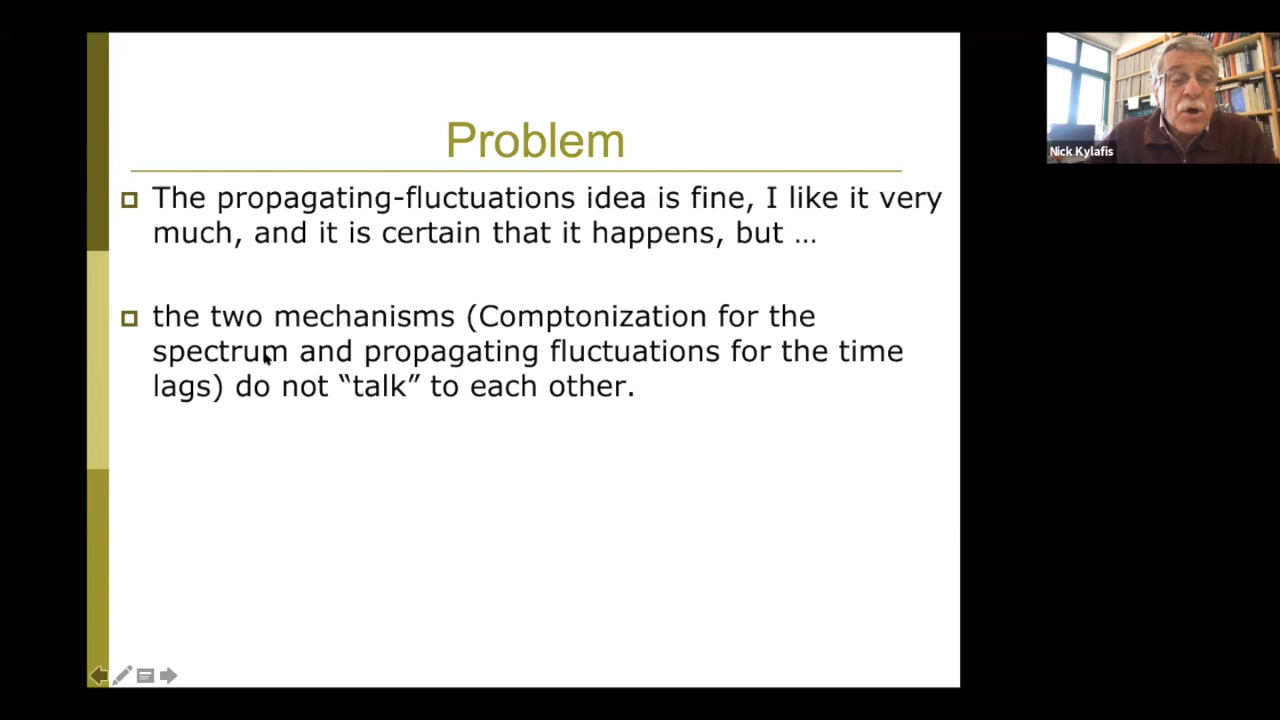 Problem
The propagating-fluctuations idea is fine, I like it very
much, and it is certain that it happens, but …
the two mechanisms (Comptonization for the
spectrum and propagating fluctuations for the time
lags) do not “talk” to each other.
Nick Kylafis